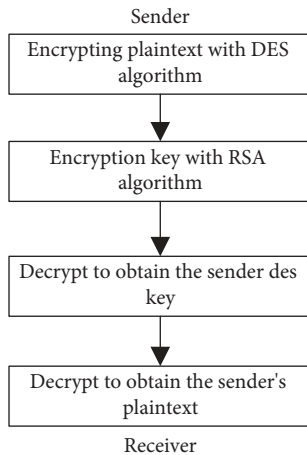 Sender
Encrypting plaintext with DES
algorithm
Encryption key with RSA
algorithm
Decrypt to obtain the sender des
key
Decrypt to obtain the sender's
plaintext
Receiver